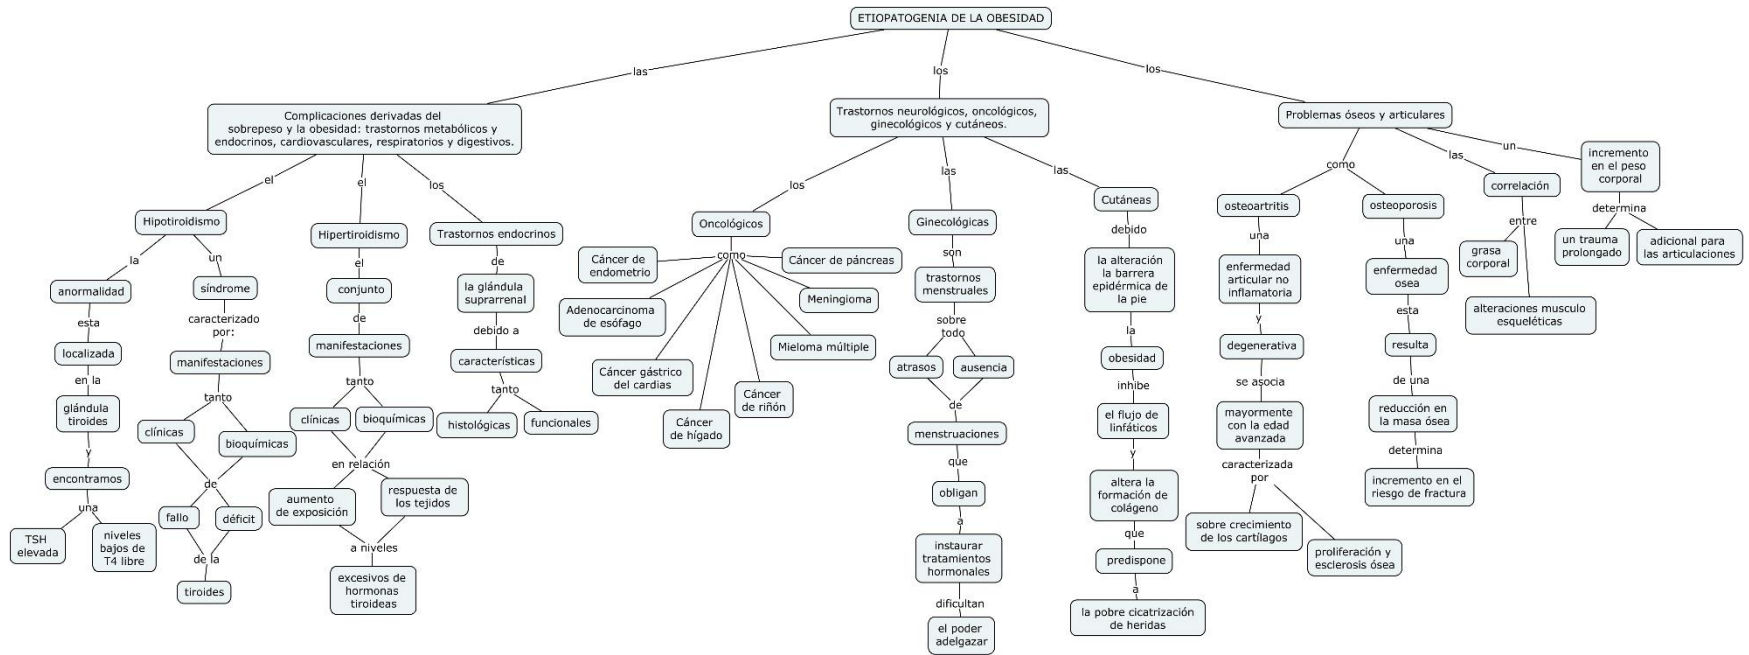 ETIOPATOGENIA DE LA OBESIDAD
las
los
los
Complicaciones derivadas del
sobrepeso y la obesidad: trastornos metabólicos y
endocrinos, cardiovasculares, respiratorios y digestivos.
el
el
los
Hipotiroidismo
la
un
anormalidad
esta
localizada
en la
glándula
tiroides
y
encontramos
una
TSH
elevada
niveles
bajos de
T4 libre
síndrome
caracterizado
por:
manifestaciones
tanto
clínicas
bioquímicas
de
fallo
déficit
de la
tiroides
Hipertiroidismo
el
conjunto
de
manifestaciones
tanto
clínicas
bioquímicas
en relación
aumento
de exposición
respuesta de
los tejidos
a niveles
excesivos de
hormonas
tiroideas
Trastornos endocrinos
de
la glándula
suprarrenal
debido a
características
tanto
histológicas
funcionales
Trastornos neurológicos, oncológicos,
ginecológicos y cutáneos.
los
las
las
Oncológicos
como
Cáncer de
endometrio
Cáncer de páncreas
Adenocarcinoma
de esófago
Meningioma
Cáncer gástrico
del cardias
Mieloma múltiple
Cáncer
de hígado
Cáncer
de riñón
Ginecológicas
son
trastornos
menstruales
sobre
todo
atrasos
ausencia
de
menstruaciones
que
obligan
a
instaurar
tratamientos
hormonales
dificultan
el poder
adelgazar
Cutáneas
debido
la alteración
la barrera
epidérmica de
la pie
la
obesidad
inhibe
el flujo de
linfáticos
y
altera la
formación de
colágeno
que
predispone
a
la pobre cicatrización
de heridas
Problemas óseos y articulares
como
las
un
osteoartritis
una
enfermedad
articular no
inflamatoria
y
degenerativa
se asocia
mayormente
con la edad
avanzada
caracterizada
por
sobre crecimiento
de los cartílagos
proliferación y
esclerosis ósea
osteoporosis
una
enfermedad
osea
esta
resulta
de una
reducción en
la masa ósea
determina
incremento en el
riesgo de fractura
correlación
entre
grasa
corporal
alteraciones musculo
esqueléticas
incremento
en el peso
corporal
determina
un trauma
prolongado
adicional para
las articulaciones